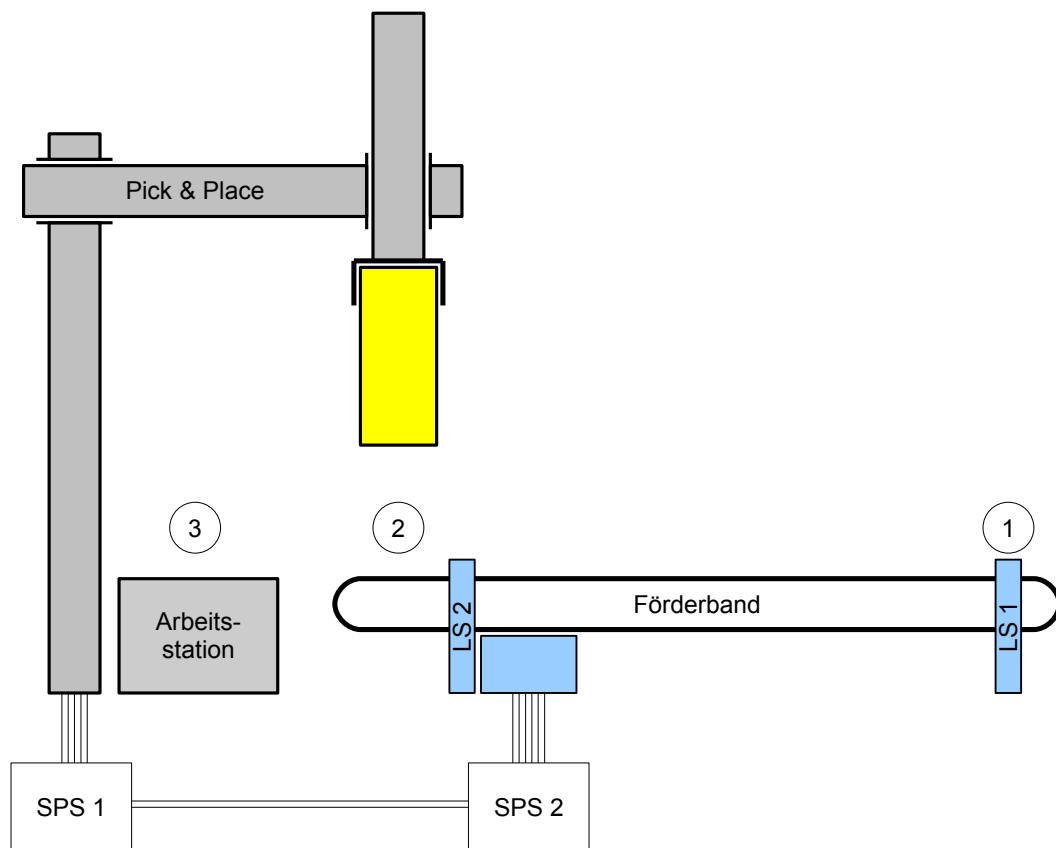 Pick & Place
3
2
1
Arbeits-
station
LS 2
Förderband
LS 1
SPS 1
SPS 2